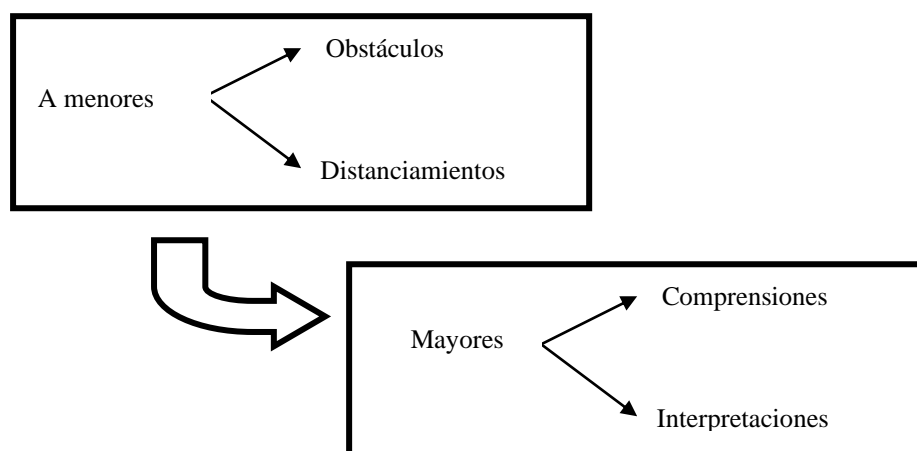 Obstáculos
A menores
Distanciamientos
Comprensiones
Mayores
Interpretaciones